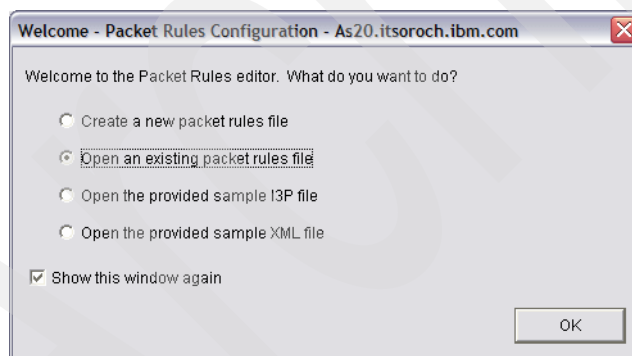 Welcome - Packet Rules Configuration - As20.itsoroch.ibm.com
Welcome to the Packet Rules editor. What do you want to do?
Create a new packet rules file
Open an existing packet rules file
Open the provided sample I3P file
Open the provided sample XML file
Show this window again
OK